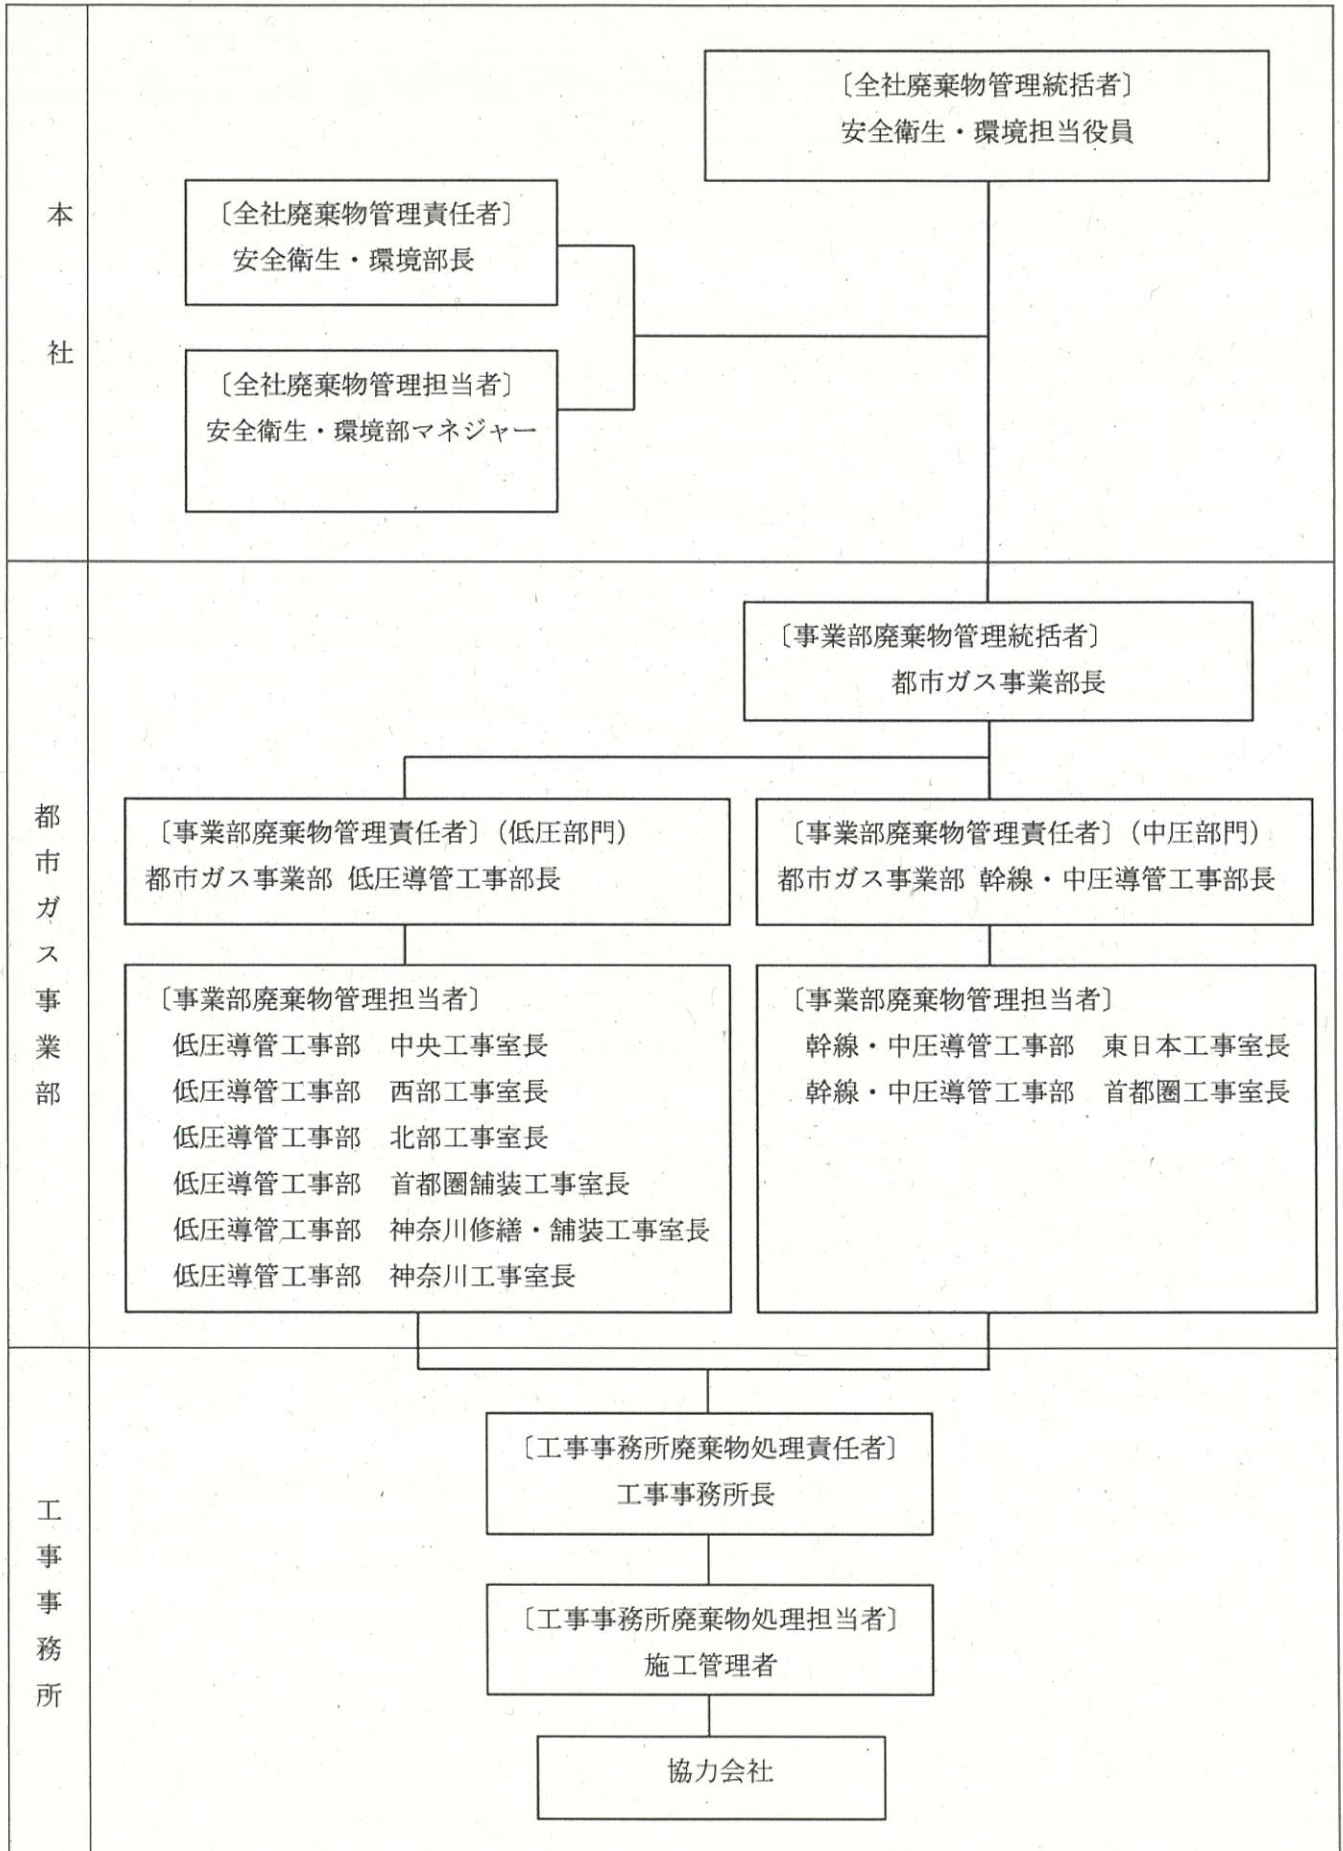 本社
〔全社廃棄物管理統括者〕
安全衛生・環境担当役員
〔全社廃棄物管理責任者〕
安全衛生・環境部長
〔全社廃棄物管理担当者〕
安全衛生・環境部マネジャー
都市ガス事業部
〔事業部廃棄物管理統括者〕
都市ガス事業部長
〔事業部廃棄物管理責任者〕(低圧部門)
都市ガス事業部 低圧導管工事部長
〔事業部廃棄物管理責任者〕(中圧部門)
都市ガス事業部 幹線・中圧導管工事部長
〔事業部廃棄物管理担当者〕
低圧導管工事部 中央工事室長
低圧導管工事部 西部工事室長
低圧導管工事部 北部工事室長
低圧導管工事部 首都圏舗装工事室長
低圧導管工事部 神奈川修繕・舗装工事室長
低圧導管工事部 神奈川工事室長
〔事業部廃棄物管理担当者〕
幹線・中圧導管工事部 東日本工事室長
幹線・中圧導管工事部 首都圏工事室長
工事事務所
〔工事事務所廃棄物処理責任者〕
工事事務所長
〔工事事務所廃棄物処理担当者〕
施工管理者
協力会社